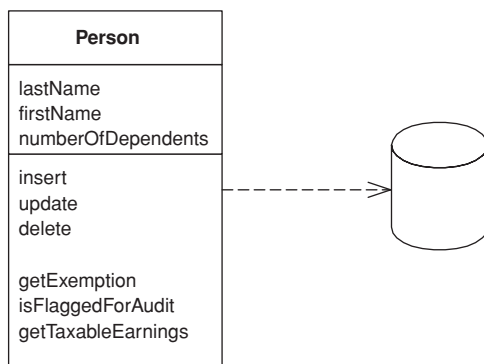 Person
lastName
firstName
numberOfDependents
insert
update
delete
getExemption
isFlaggedForAudit
getTaxableEarnings